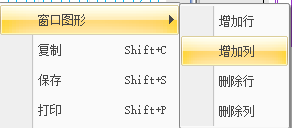 窗口图形
复制 Shift+C
保存 Shift+S
打印 Shift+P
增加行
增加列
删除行
删除列